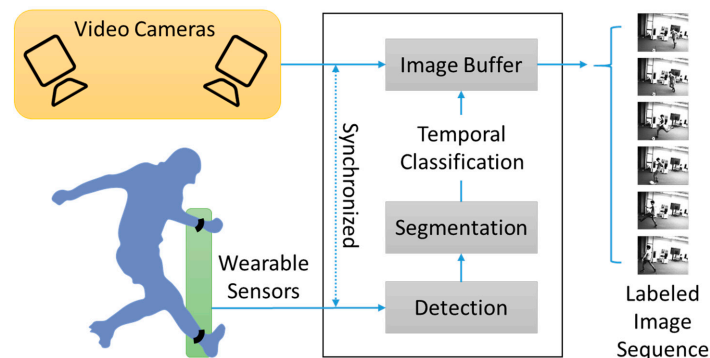 Video Cameras
Image Buffer
Temporal
Classification
Synchronized
Segmentation
Wearable
Sensors
Detection
Labeled
Image
Sequence